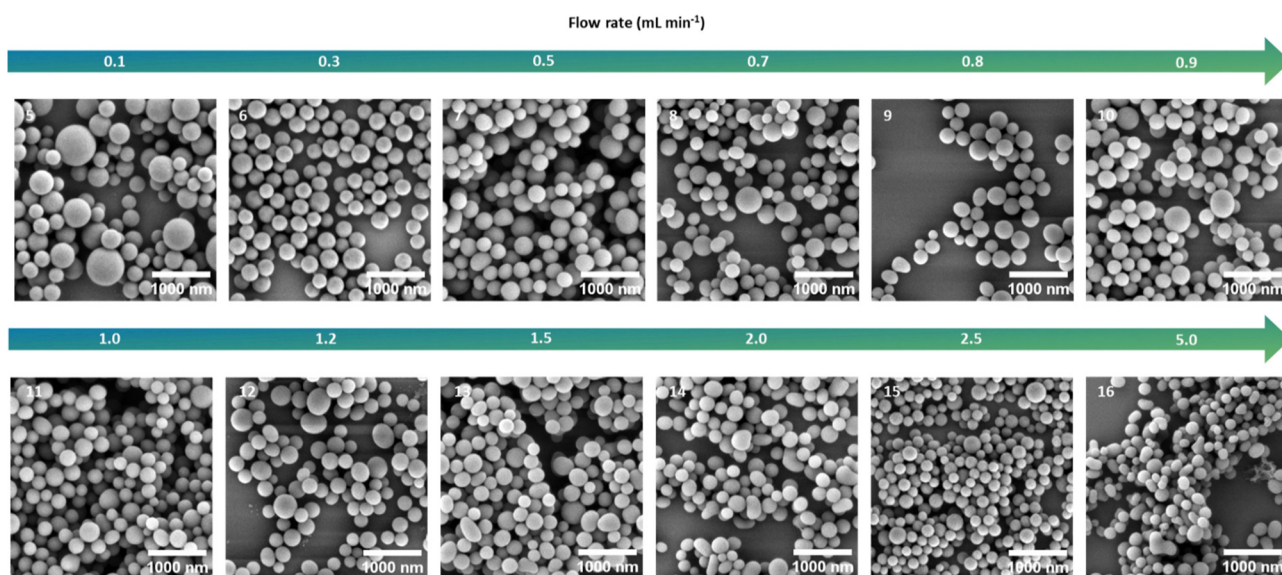 Flow rate (mL min⁻¹)
0.1 0.3 0.5 0.7 0.8 0.9
5 6 7 8 9 10
1000 nm 1000 nm 1000 nm 1000 nm 1000 nm 1000 nm
1.0 1.2 1.5 2.0 2.5 5.0
11 12 13 14 15 16
1000 nm 1000 nm 1000 nm 1000 nm 1000 nm 1000 nm